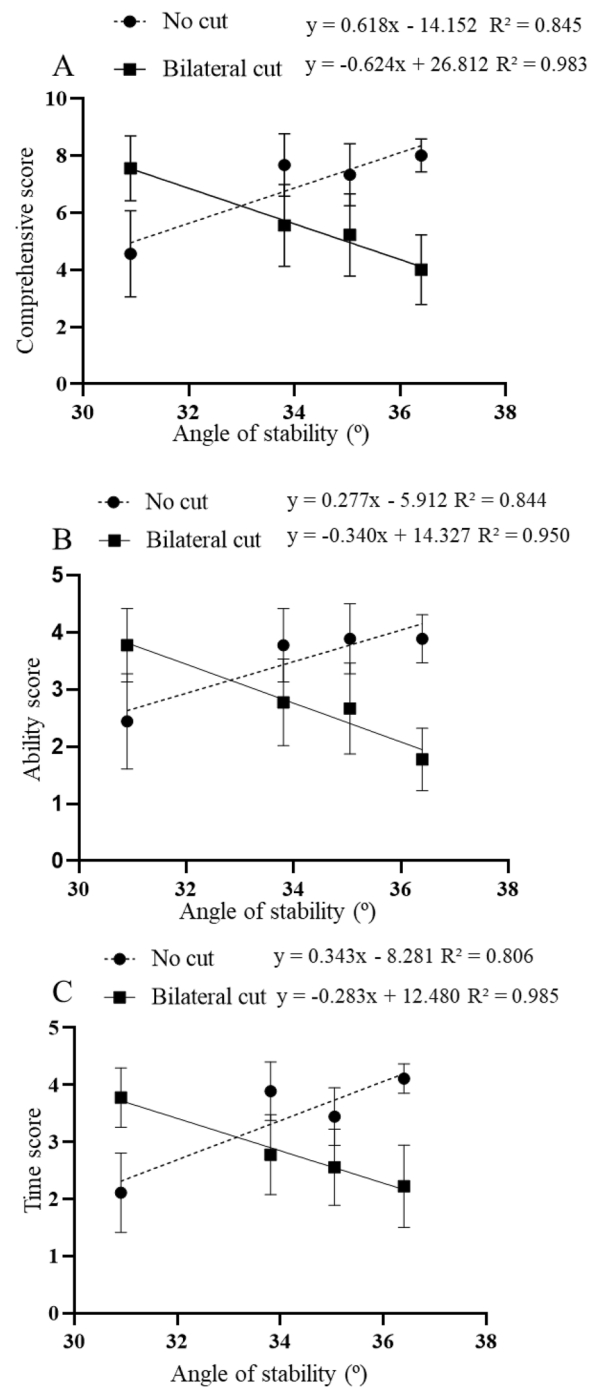 No cut y = 0.618x - 14.152 R² = 0.845
A
Bilateral cut y = -0.624x + 26.812 R² = 0.983
10
8
6
4
2
0
Comprehensive score
30 32 34 36 38
Angle of stability (º)
No cut y = 0.277x - 5.912 R² = 0.844
B
Bilateral cut y = -0.340x + 14.327 R² = 0.950
5
4
3
2
1
0
Ability score
30 32 34 36 38
Angle of stability (º)
No cut y = 0.343x - 8.281 R² = 0.806
C
Bilateral cut y = -0.283x + 12.480 R² = 0.985
5
4
3
2
1
0
Time score
30 32 34 36 38
Angle of stability (º)